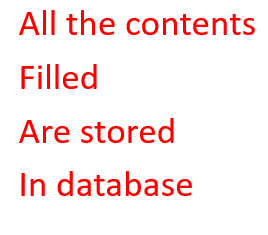 All the contents
Filled
Are stored
In database